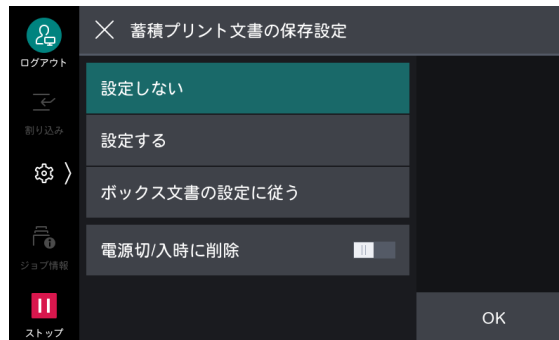 蓄積プリント文書の保存設定
ログアウト
設定しない
割り込み
設定する
ボックス文書の設定に従う
電源切/入時に削除
ジョブ情報
ストップ
OK